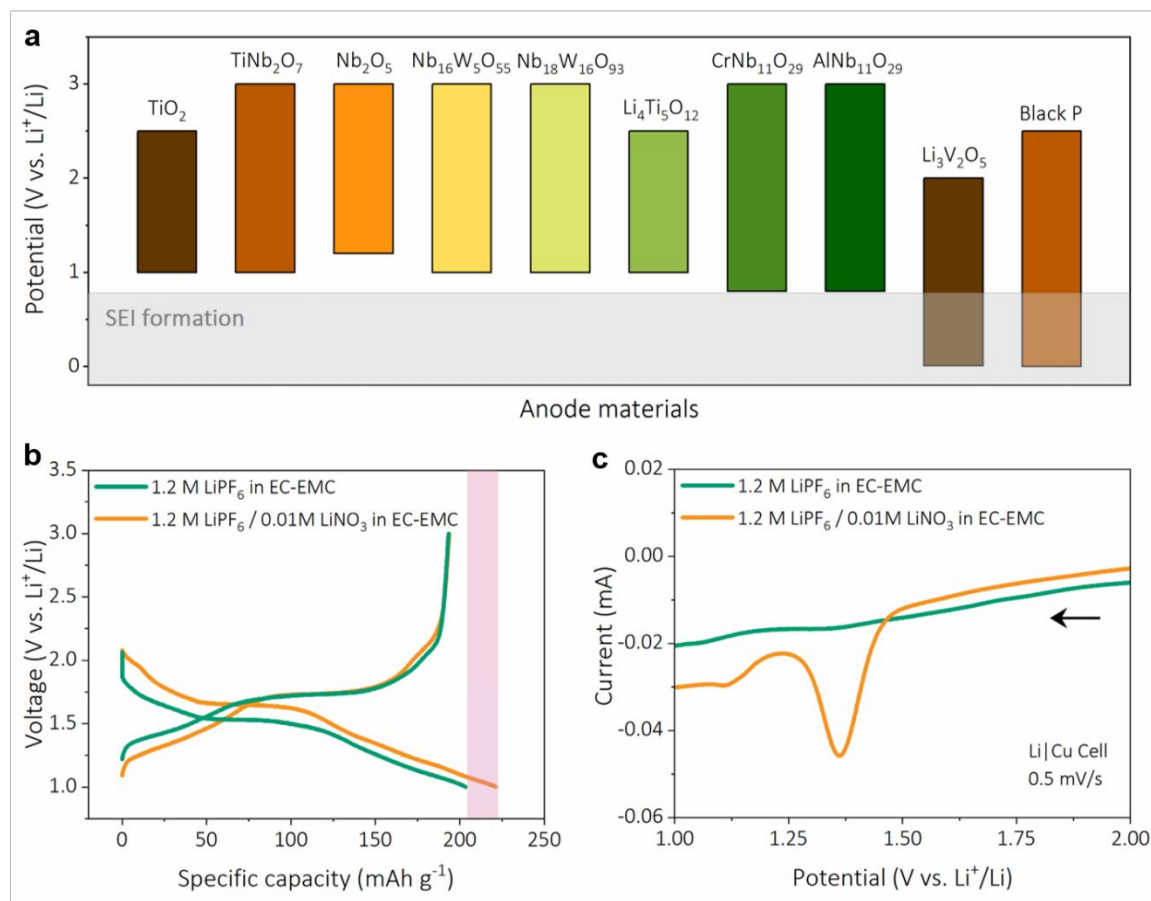 a
TiNb₂O₇ Nb₂O₅ Nb₁₆W₅O₅₅ Nb₁₈W₁₆O₉₃ CrNb₁₁O₂₉ AlNb₁₁O₂₉
TiO₂ Li₄Ti₅O₁₂ Black P
Li₃V₂O₅
Potential (V vs. Li⁺/Li)
3
2
1
0
SEI formation
Anode materials
b
1.2 M LiPF₆ in EC-EMC
1.2 M LiPF₆ / 0.01M LiNO₃ in EC-EMC
Voltage (V vs. Li⁺/Li)
3.5
3.0
2.5
2.0
1.5
1.0
0 50 100 150 200 250
Specific capacity (mAh g⁻¹)
c
1.2 M LiPF₆ in EC-EMC
1.2 M LiPF₆ / 0.01M LiNO₃ in EC-EMC
Current (mA)
0.02
0.00
-0.02
-0.04
-0.06
Li|Cu Cell
0.5 mV/s
1.00 1.25 1.50 1.75 2.00
Potential (V vs. Li⁺/Li)